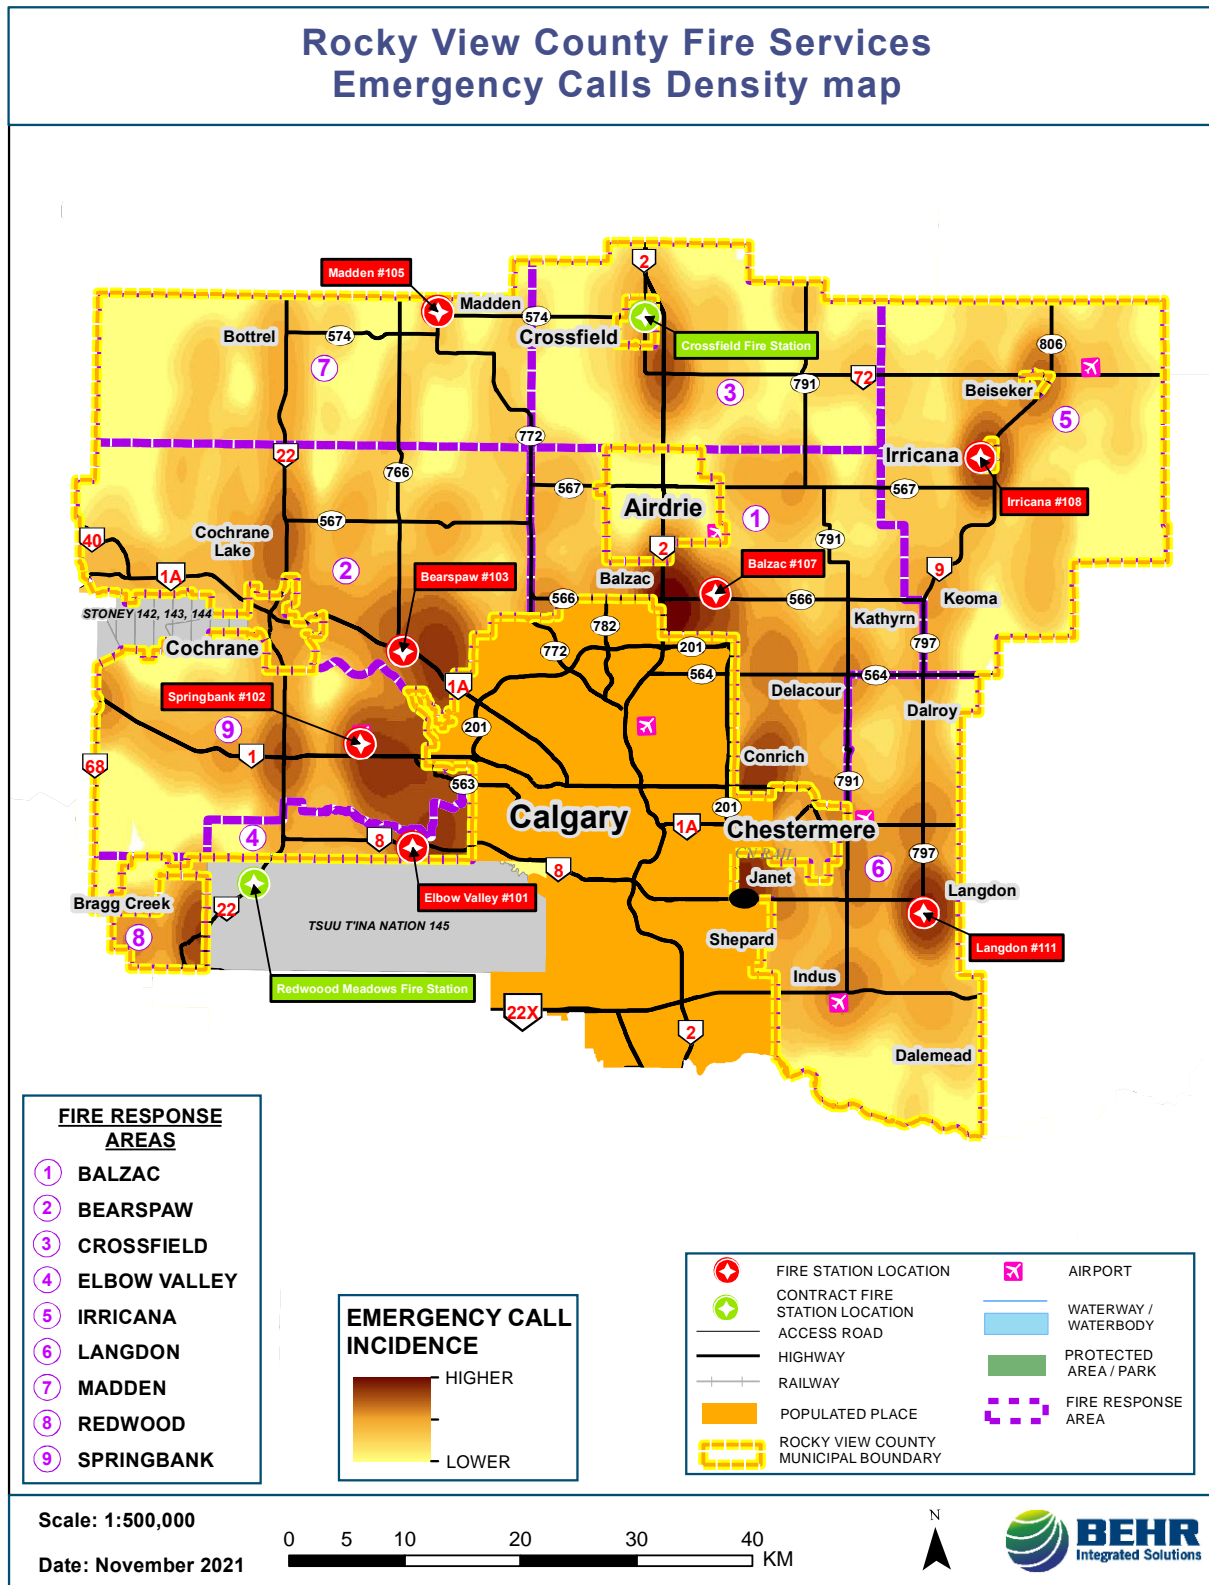 Rocky View County Fire Services
Emergency Calls Density map
2
Madden #105
Madden
574
574
Crossfield
Bottrel
574
Crossfield Fire Station
806
7
3
791
72
Beiseker
5
772
22
766
Irricana
567
567
Irricana #108
Airdrie
567
1
791
Cochrane
Lake
40
2
2
Balzac #107
9
1A
Bearspaw #103
Balzac
566
566
Keoma
STONEY 142, 143, 144
782
Kathyrn
Cochrane
772
201
797
564
564
Springbank #102
1A
Delacour
Dalroy
9
201
1
Conrich
68
563
791
201
Calgary
1A
Chestermere
4
8
CN RAIL
797
8
6
Janet
Langdon
Elbow Valley #101
Bragg Creek
22
TSUU T'INA NATION 145
8
Shepard
Langdon #111
Indus
Redwoood Meadows Fire Station
22X
2
Dalemead
FIRE RESPONSE
AREAS
1 BALZAC
2 BEARSPAW
3 CROSSFIELD
4 ELBOW VALLEY
5 IRRICANA
6 LANGDON
7 MADDEN
8 REDWOOD
9 SPRINGBANK
EMERGENCY CALL
INCIDENCE
HIGHER
LOWER
FIRE STATION LOCATION
CONTRACT FIRE
STATION LOCATION
ACCESS ROAD
HIGHWAY
RAILWAY
POPULATED PLACE
ROCKY VIEW COUNTY
MUNICIPAL BOUNDARY
AIRPORT
WATERWAY /
WATERBODY
PROTECTED
AREA / PARK
FIRE RESPONSE
AREA
Scale: 1:500,000
Date: November 2021
0 5 10 20 30 40
KM
N
BEHR
Integrated Solutions